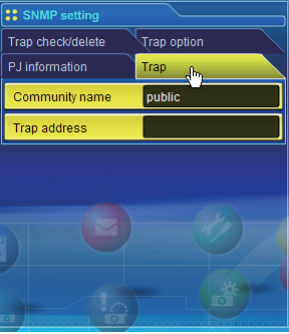 SNMP setting
Trap check/delete Trap option
PJ information Trap
Community name public
Trap address